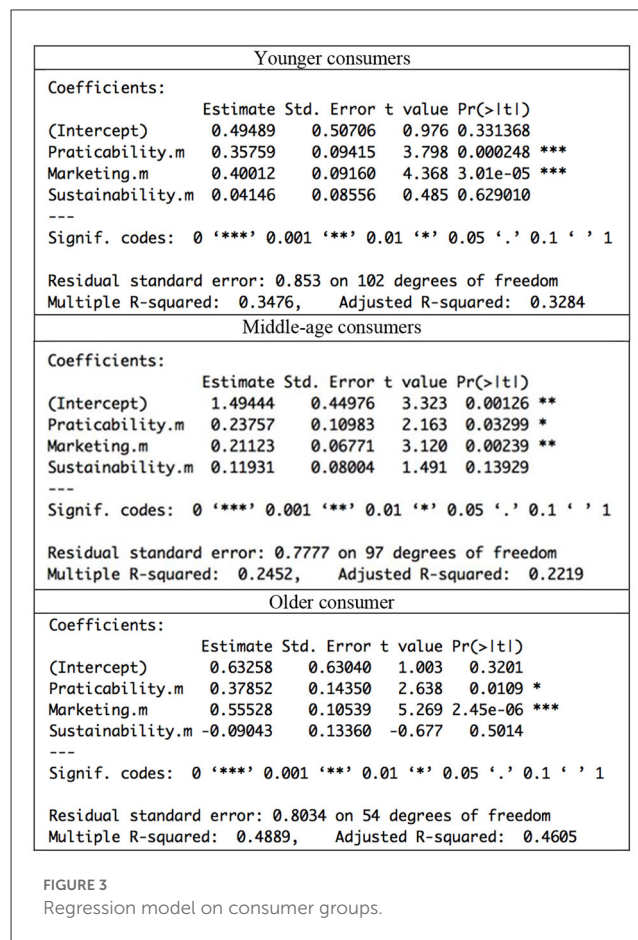 Younger consumers
Coefficients:
Estimate Std. Error t value Pr(>|t|)
(Intercept) 0.49489 0.50706 0.976 0.331368
Praticability.m 0.35759 0.09415 3.798 0.000248 ***
Marketing.m 0.40012 0.09160 4.368 3.01e-05 ***
Sustainability.m 0.04146 0.08556 0.485 0.629010
---
Signif. codes: 0 ‘***’ 0.001 ‘**’ 0.01 ‘*’ 0.05 ‘.’ 0.1 ‘ ’ 1
Residual standard error: 0.853 on 102 degrees of freedom
Multiple R-squared: 0.3476, Adjusted R-squared: 0.3284
Middle-age consumers
Coefficients:
Estimate Std. Error t value Pr(>|t|)
(Intercept) 1.49444 0.44976 3.323 0.00126 **
Praticability.m 0.23757 0.10983 2.163 0.03299 *
Marketing.m 0.21123 0.06771 3.120 0.00239 **
Sustainability.m 0.11931 0.08004 1.491 0.13929
---
Signif. codes: 0 ‘***’ 0.001 ‘**’ 0.01 ‘*’ 0.05 ‘.’ 0.1 ‘ ’ 1
Residual standard error: 0.7777 on 97 degrees of freedom
Multiple R-squared: 0.2452, Adjusted R-squared: 0.2219
Older consumer
Coefficients:
Estimate Std. Error t value Pr(>|t|)
(Intercept) 0.63258 0.63040 1.003 0.3201
Praticability.m 0.37852 0.14350 2.638 0.0109 *
Marketing.m 0.55528 0.10539 5.269 2.45e-06 ***
Sustainability.m -0.09043 0.13360 -0.677 0.5014
---
Signif. codes: 0 ‘***’ 0.001 ‘**’ 0.01 ‘*’ 0.05 ‘.’ 0.1 ‘ ’ 1
Residual standard error: 0.8034 on 54 degrees of freedom
Multiple R-squared: 0.4889, Adjusted R-squared: 0.4605
FIGURE 3
Regression model on consumer groups.